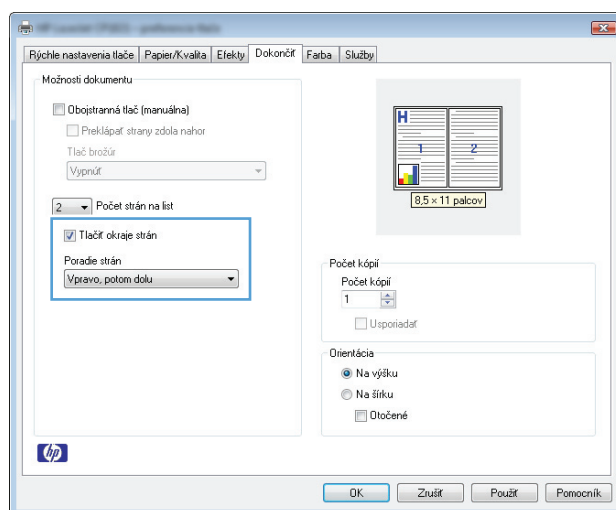 Rýchle nastavenia tlače Papier/Kvalita Efekty Dokončiť Farba Služby
Možnosti dokumentu
Obojstranná tlač (manuálna)
Preklápať strany zdola nahor
Tlač brožúr
Vypnúť
2 Počet strán na list
Tlačiť okraje strán
Poradie strán
Vpravo, potom dolu
H
1 2
8,5 × 11 palcov
Počet kópií
Počet kópií
1
Usporiadať
Orientácia
Na výšku
Na šírku
Otočené
hp
OK Zrušiť Použiť Pomocník